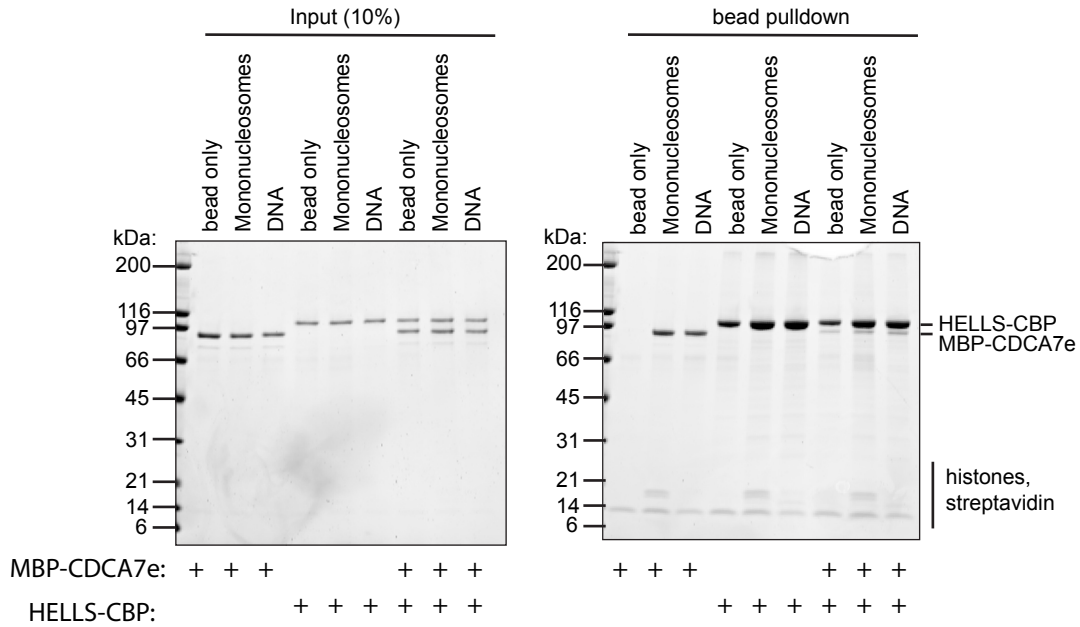 Input (10%)
bead pulldown
bead only
Mononucleosomes
DNA
bead only
Mononucleosomes
DNA
bead only
Mononucleosomes
DNA
bead only
Mononucleosomes
DNA
bead only
Mononucleosomes
DNA
bead only
Mononucleosomes
DNA
kDa:
200
116
97
66
45
31
21
14
6
kDa:
200
116
97
66
45
31
21
14
6
HELLS-CBP
MBP-CDCA7e
histones,
streptavidin
MBP-CDCA7e: + + + + + + + + + + + +
HELLS-CBP: + + + + + + + + + + + +